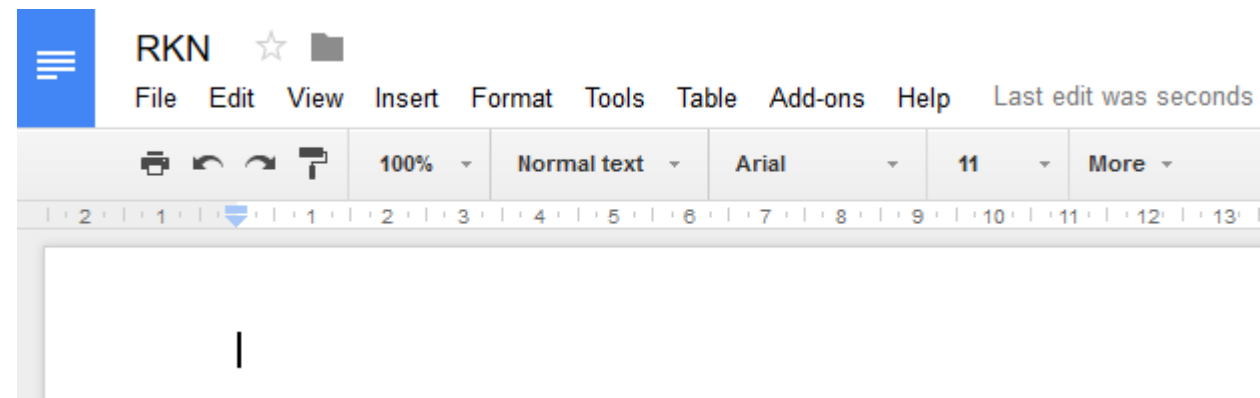 RKN
File Edit View Insert Format Tools Table Add-ons Help Last edit was seconds
100% Normal text Arial 11 More
2 1 1 2 3 4 5 6 7 8 9 10 11 12 13